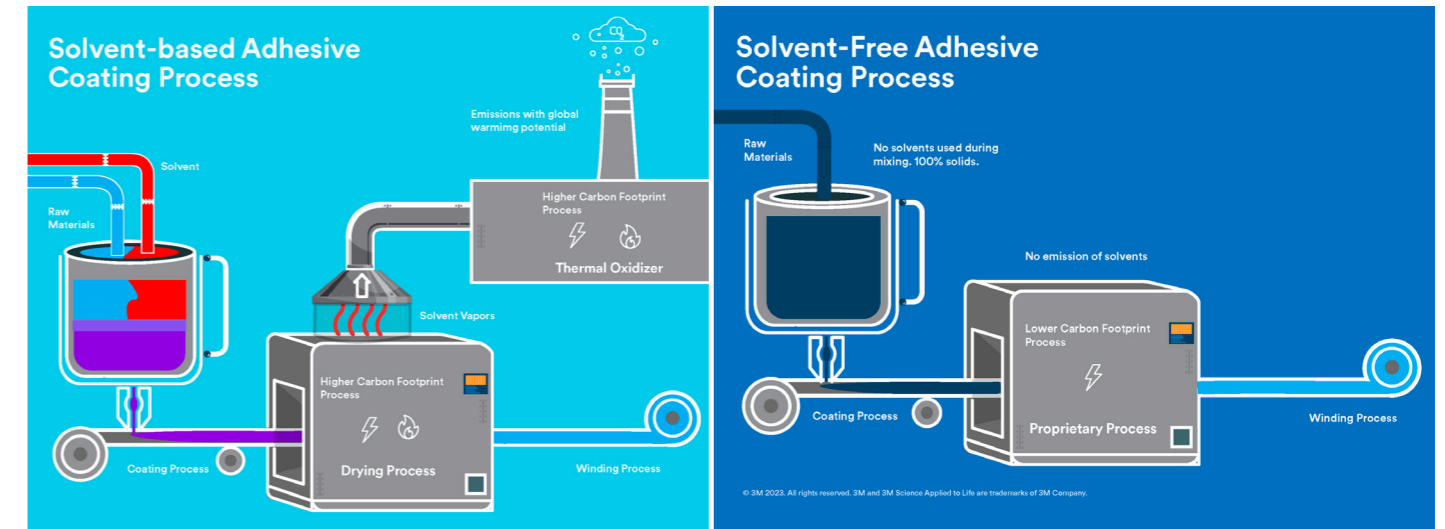 Solvent-based Adhesive
Coating Process
CO2
Emissions with global
warmimg potential
Solvent
Raw
Materials
Higher Carbon Footprint
Process
Thermal Oxidizer
Solvent Vapors
Higher Carbon Footprint
Process
Drying Process
Coating Process
Winding Process
Solvent-Free Adhesive
Coating Process
Raw
Materials
No solvents used during
mixing. 100% solids.
No emission of solvents
Lower Carbon Footprint
Process
Proprietary Process
Coating Process
Winding Process
© 3M 2023. All rights reserved. 3M and 3M Science Applied to Life are trademarks of 3M Company.